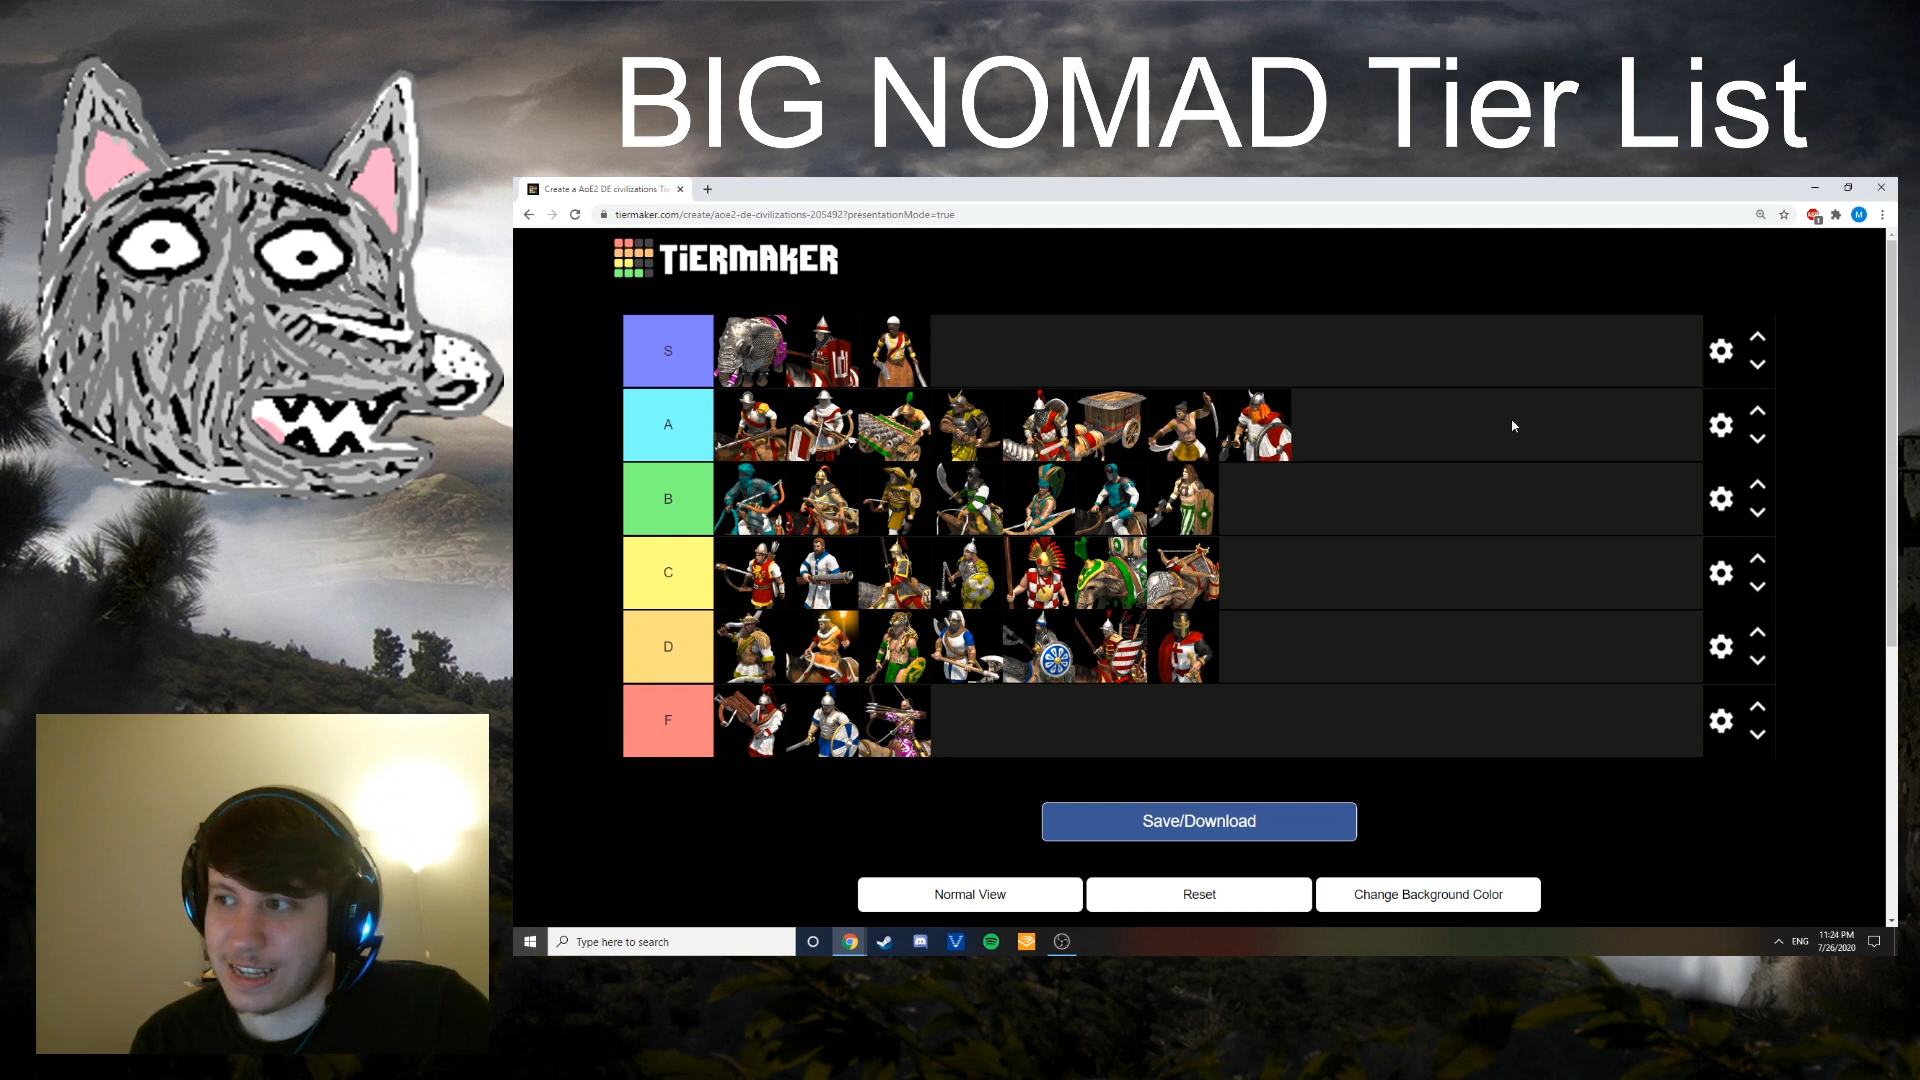 BIG NOMAD Tier List
Create a AoE2 DE civilizations Tie
tiermaker.com/create/aoe2-de-civilizations-205492?presentationMode=true
M
TiERMAKER
S
A
B
C
D
F
Save/Download
Normal View
Reset
Change Background Color
Type here to search
ENG
11:24 PM
7/26/2020